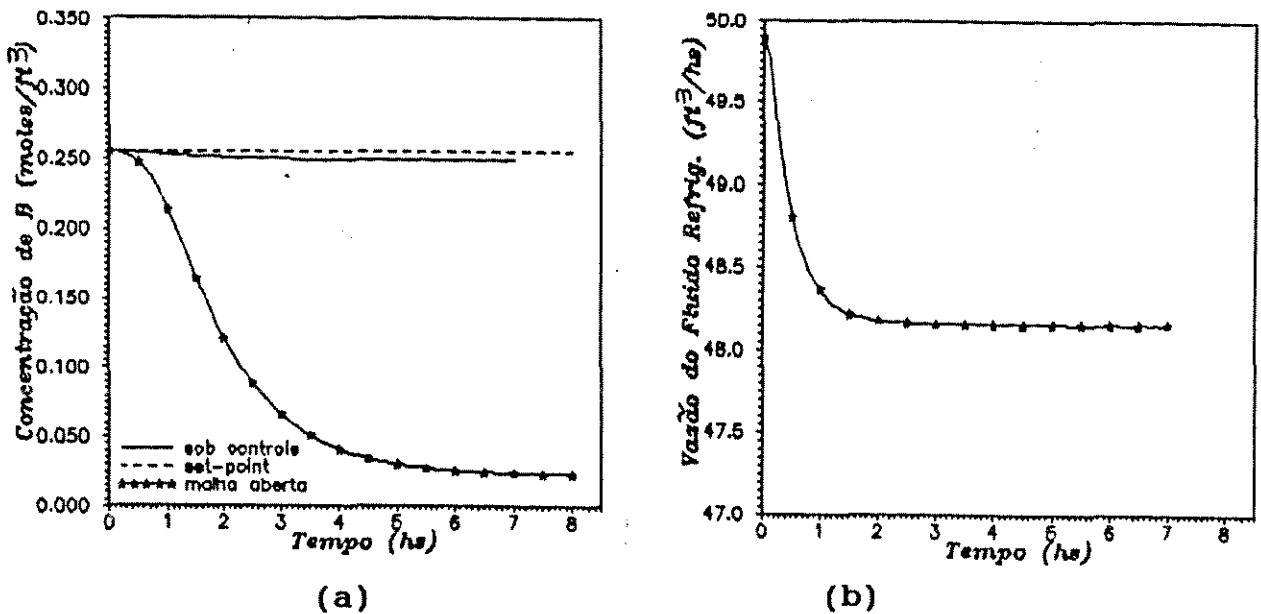 Concentração de B (moles/ft3)
0.350
0.300
0.250
0.200
0.150
0.100
0.050
0.000
sob controle
set-point
malha aberta
0 1 2 3 4 5 6 7 8
Tempo (hs)
(a)
Vazão do Fluido Refrig. (ft3/hs)
50.0
49.5
49.0
48.5
48.0
47.5
47.0
0 1 2 3 4 5 6 7 8
Tempo (hs)
(b)